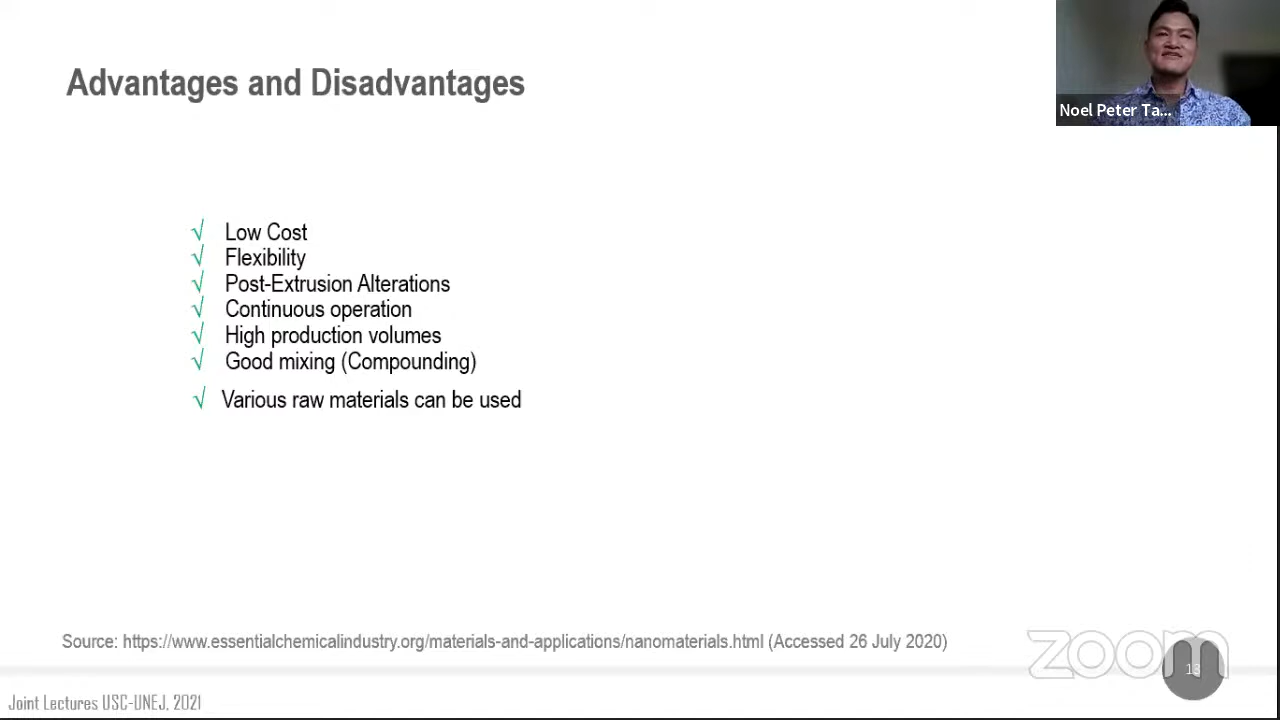 Advantages and Disadvantages
Noel Peter Ta...
√ Low Cost
√ Flexibility
√ Post-Extrusion Alterations
√ Continuous operation
√ High production volumes
√ Good mixing (Compounding)
√ Various raw materials can be used
Source: https://www.essentialchemicalindustry.org/materials-and-applications/nanomaterials.html (Accessed 26 July 2020)
zoom
13
Joint Lectures USC-UNEJ, 2021